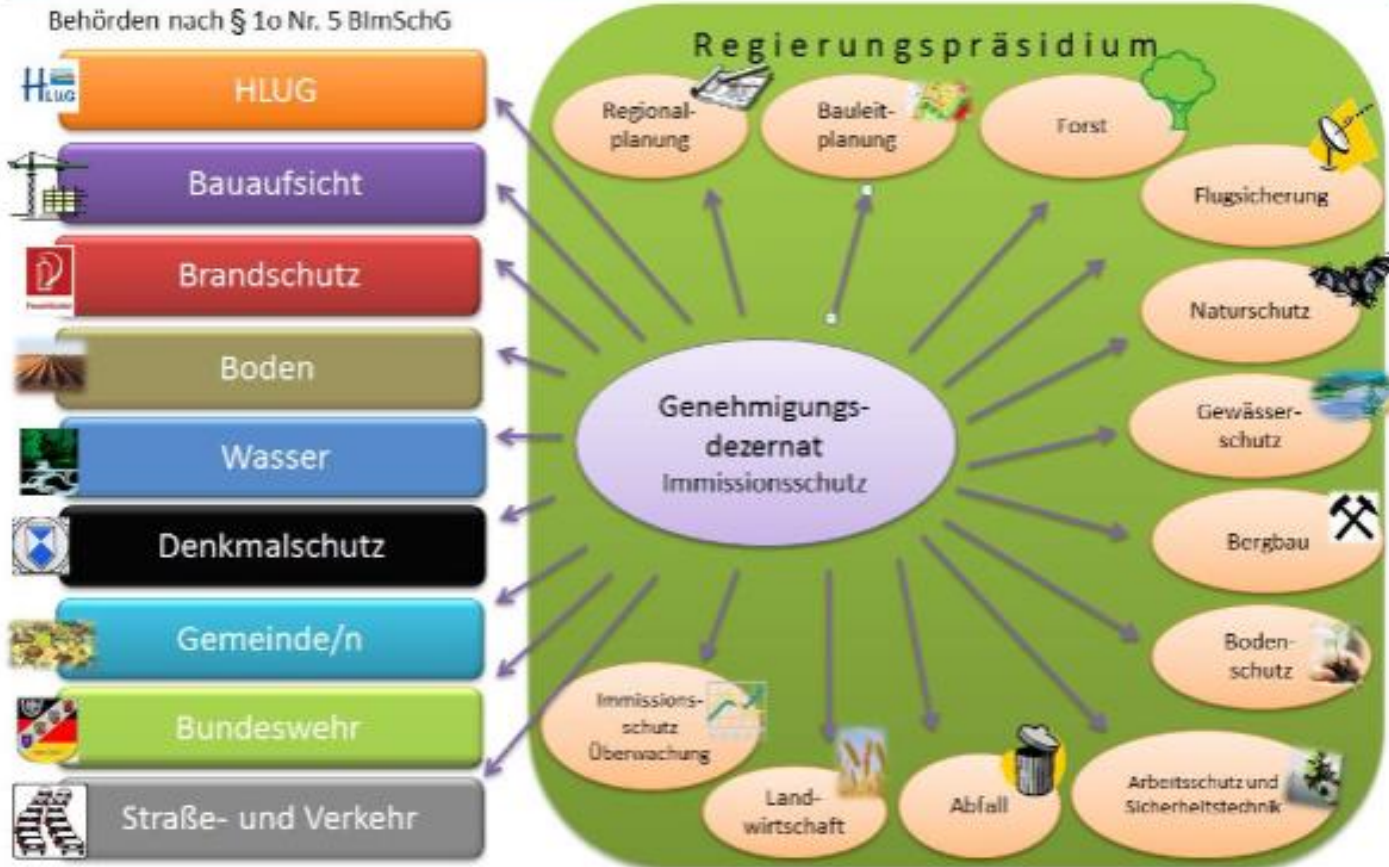 Behörden nach § 1o Nr. 5 BImSchG
HLUG
HLUG
Bauaufsicht
Brandschutz
Boden
Wasser
Denkmalschutz
Gemeinde/n
Bundeswehr
Straße- und Verkehr
Regierungspräsidium
Regional-
planung
Bauleit-
planung
Forst
Flugsicherung
Naturschutz
Gewässer-
schutz
Bergbau
Boden-
schutz
Arbeitsschutz und
Sicherheitstechnik
Abfall
Land-
wirtschaft
Immissions-
schutz
Überwachung
Genehmigungs-
dezernat
Immissionsschutz